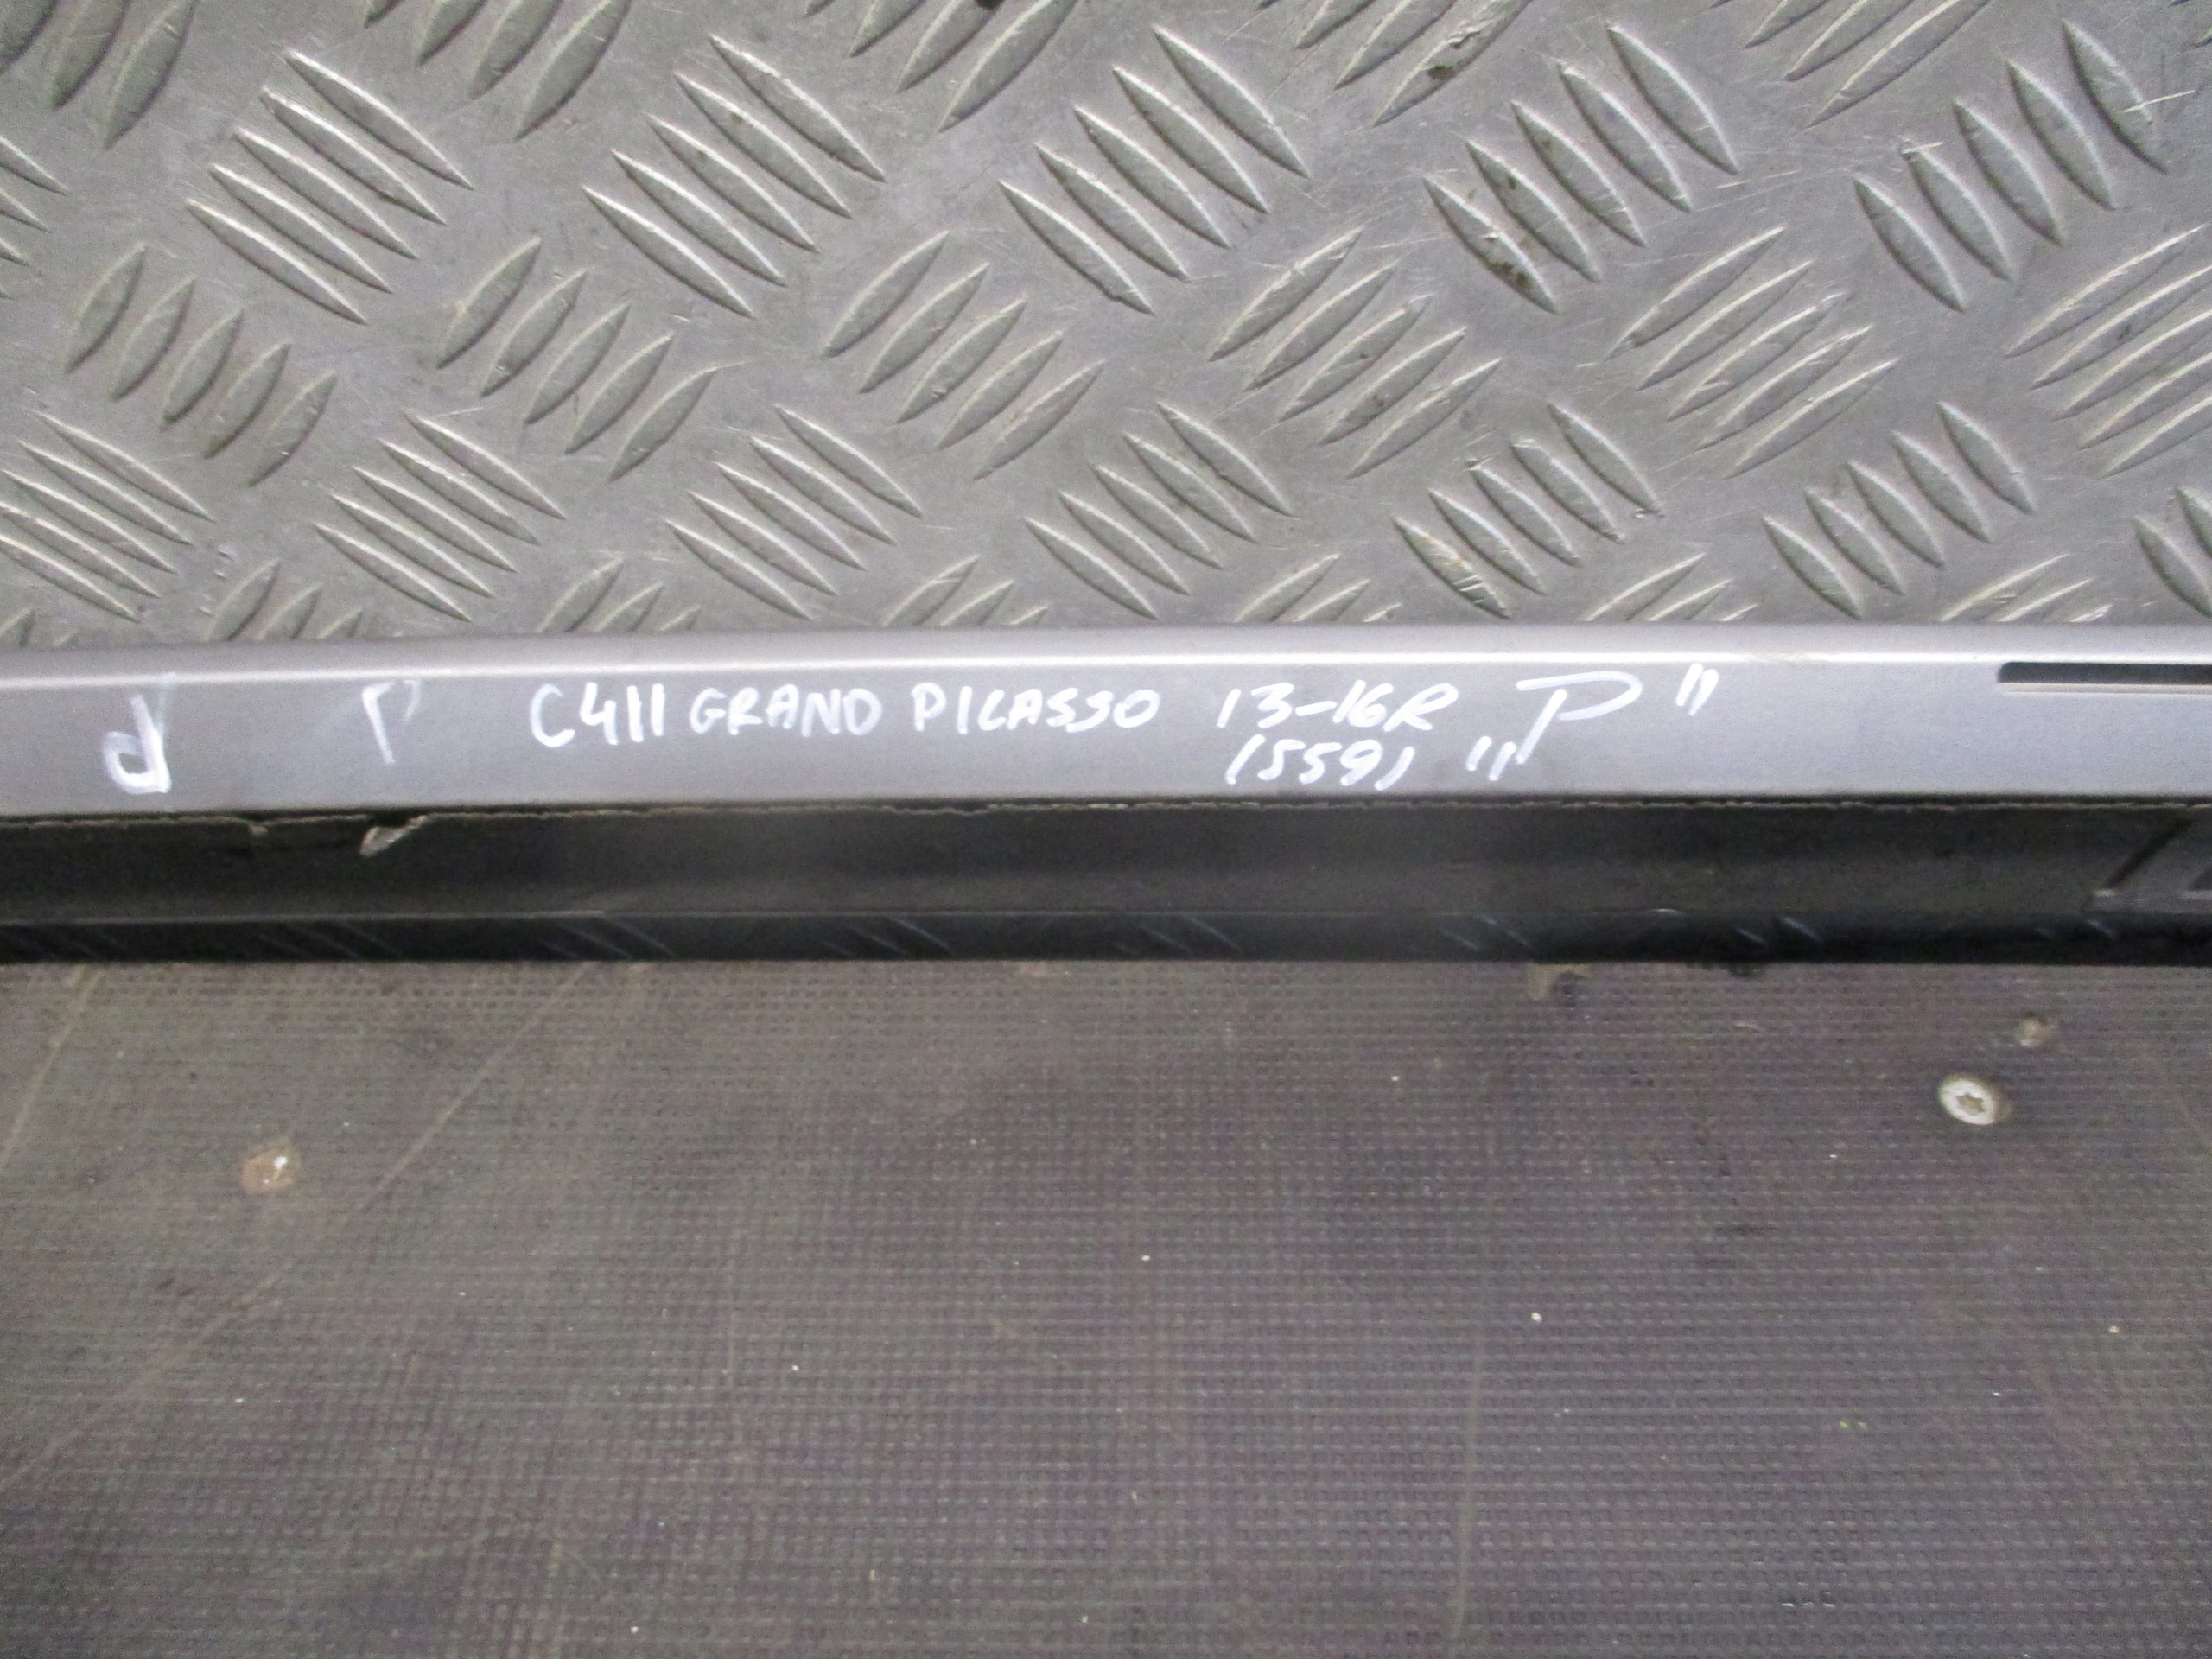 P C4II GRAND PICASSO 13-16R "P"
(559) "